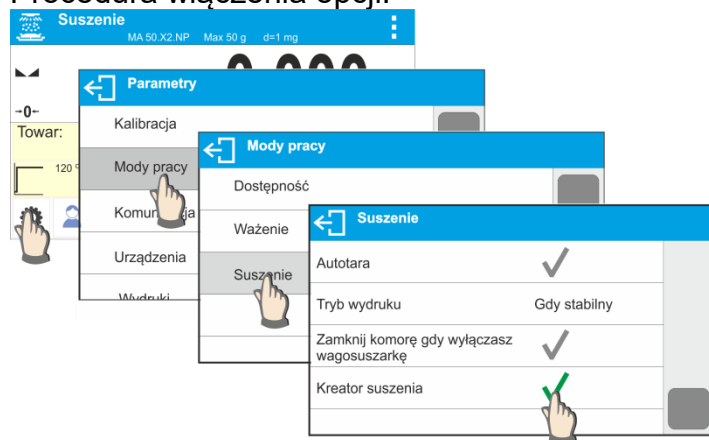 Procedura włączenia opcji:
Suszenie
MA 50.X2.NP Max 50 g d=1 mg
→0←
Towar:
120 °
Parametry
Kalibracja
Mody pracy
Urządzenia
Wydruki
Mody pracy
Dostępność
Ważenie
Suszenie
Suszenie
Autotara
Tryb wydruku Gdy stabilny
Zamknij komorę gdy wyłączasz
wagosuszarkę
Kreator suszenia